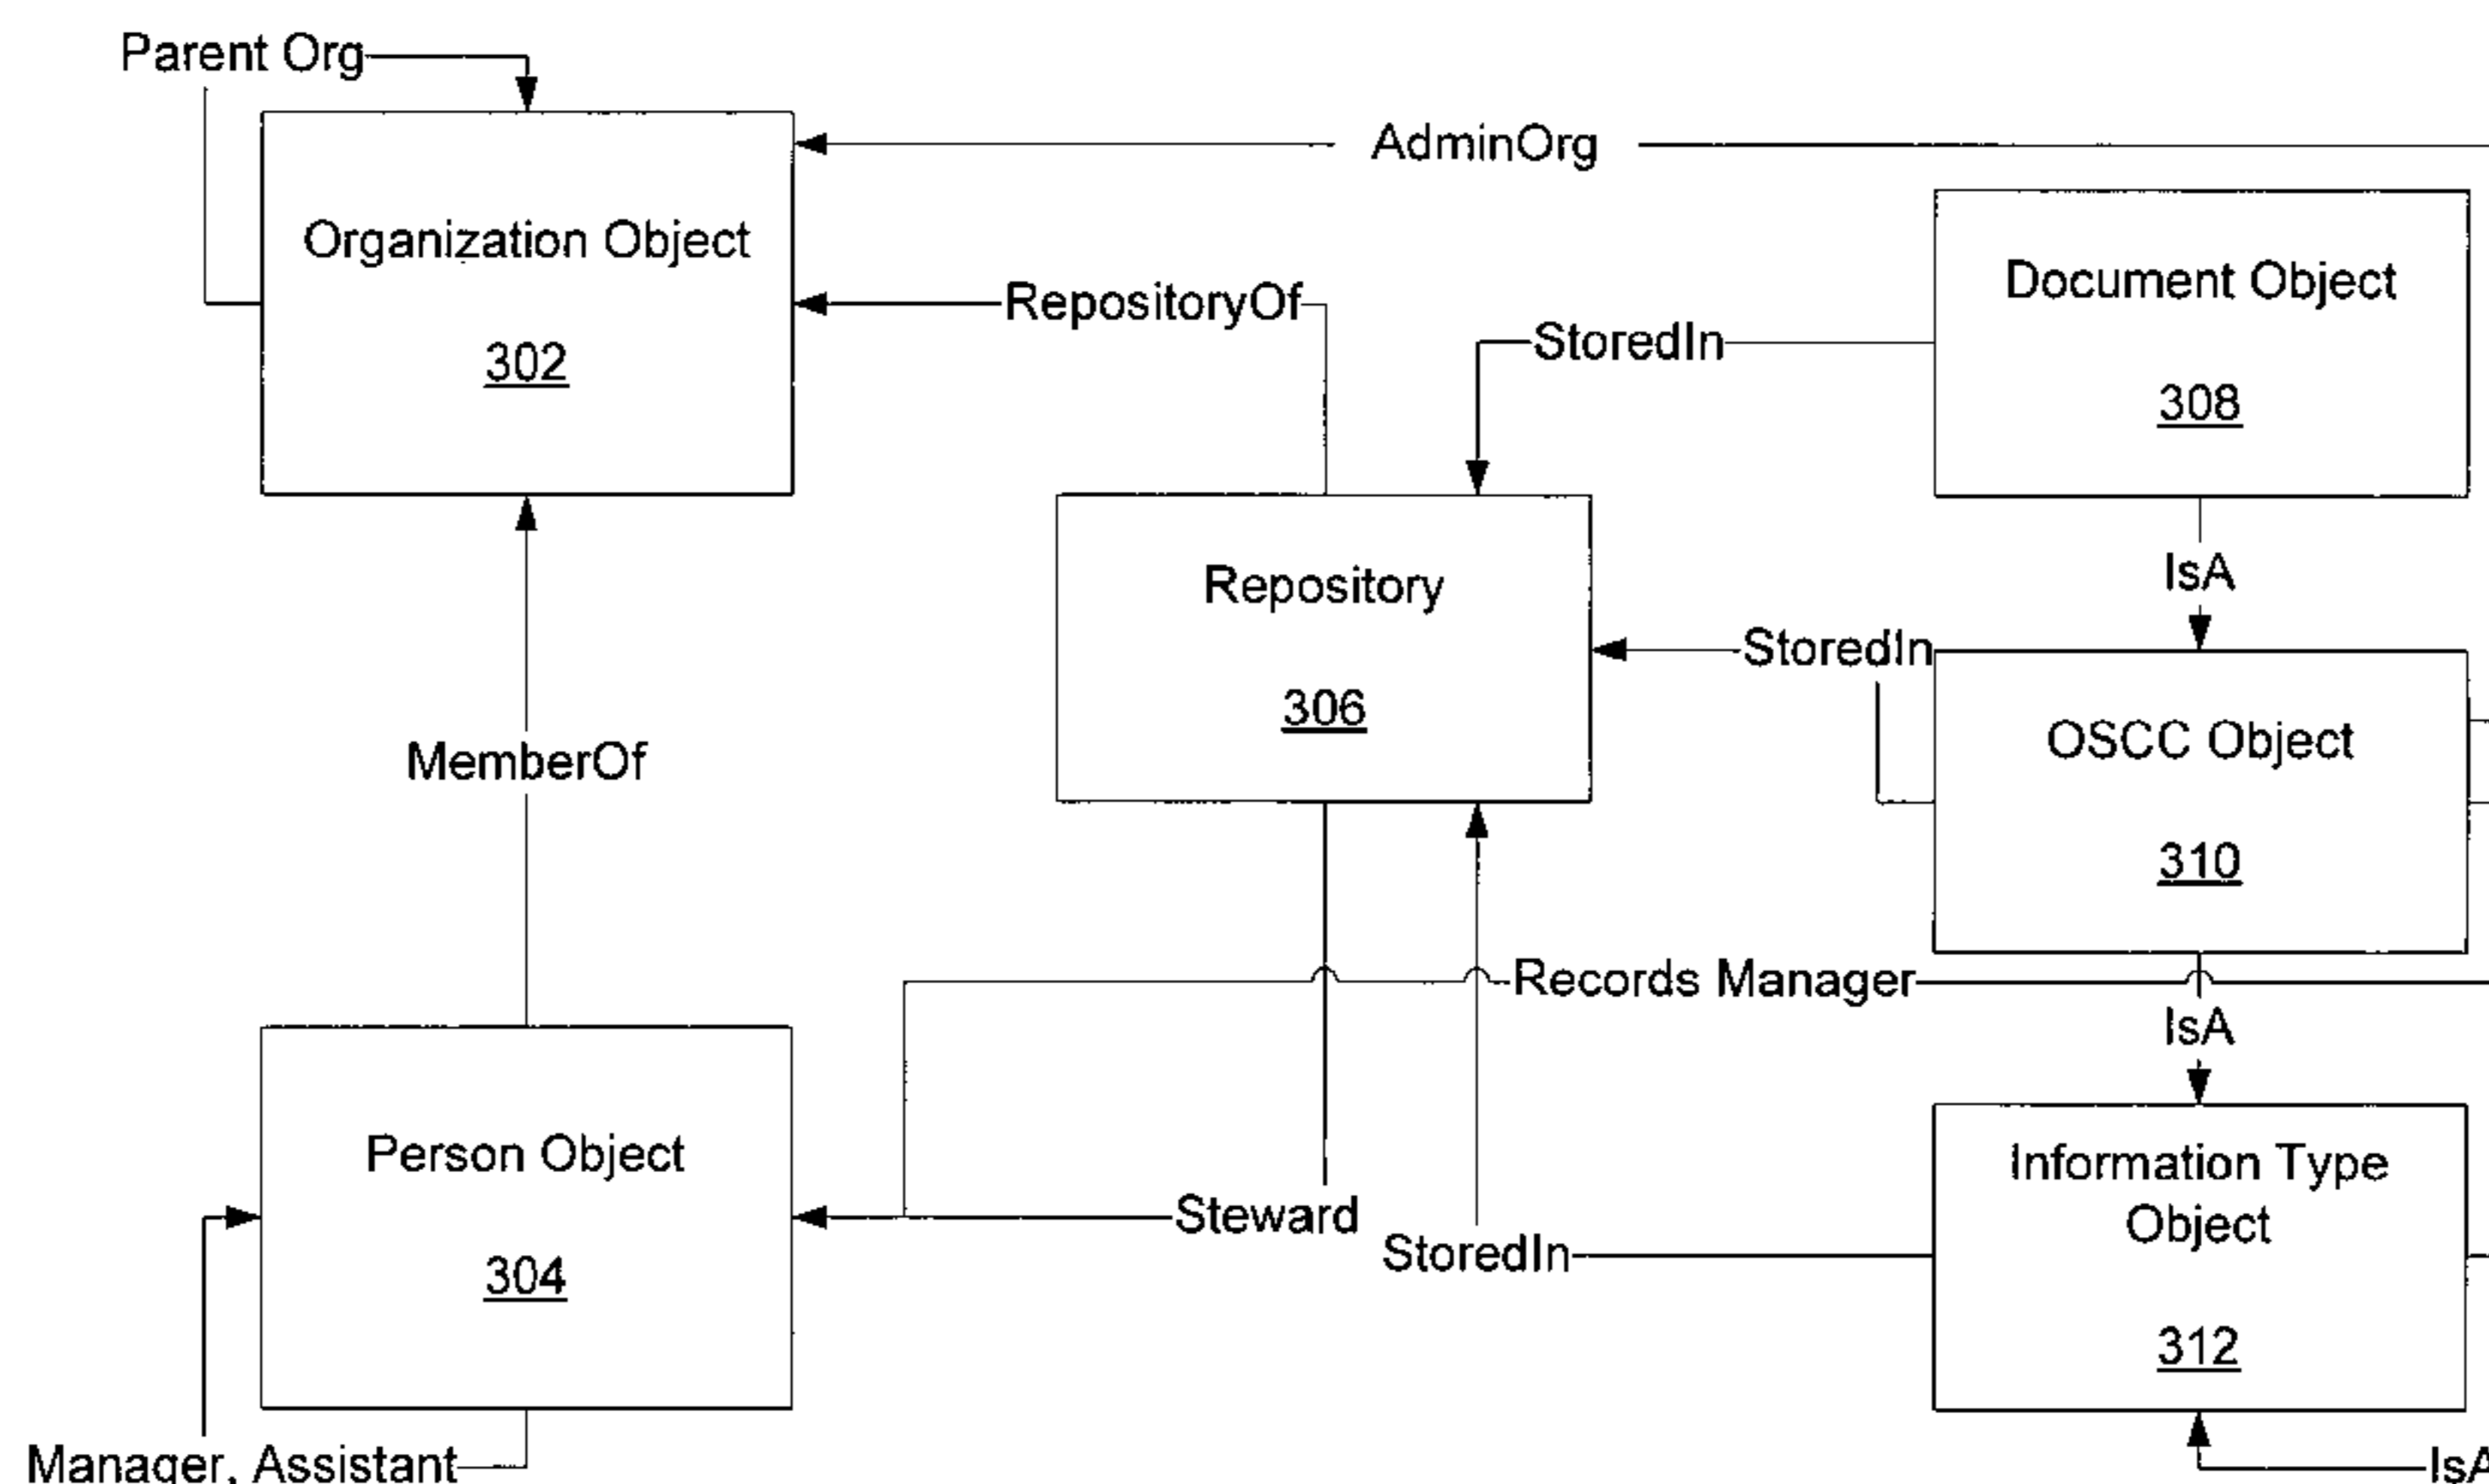 Parent Org
AdminOrg
Organization Object
302
RepositoryOf
Document Object
308
StoredIn
IsA
Repository
306
StoredIn
OSCC Object
310
MemberOf
Records Manager
IsA
Person Object
304
Steward
StoredIn
Information Type
Object
312
Manager, Assistant
IsA